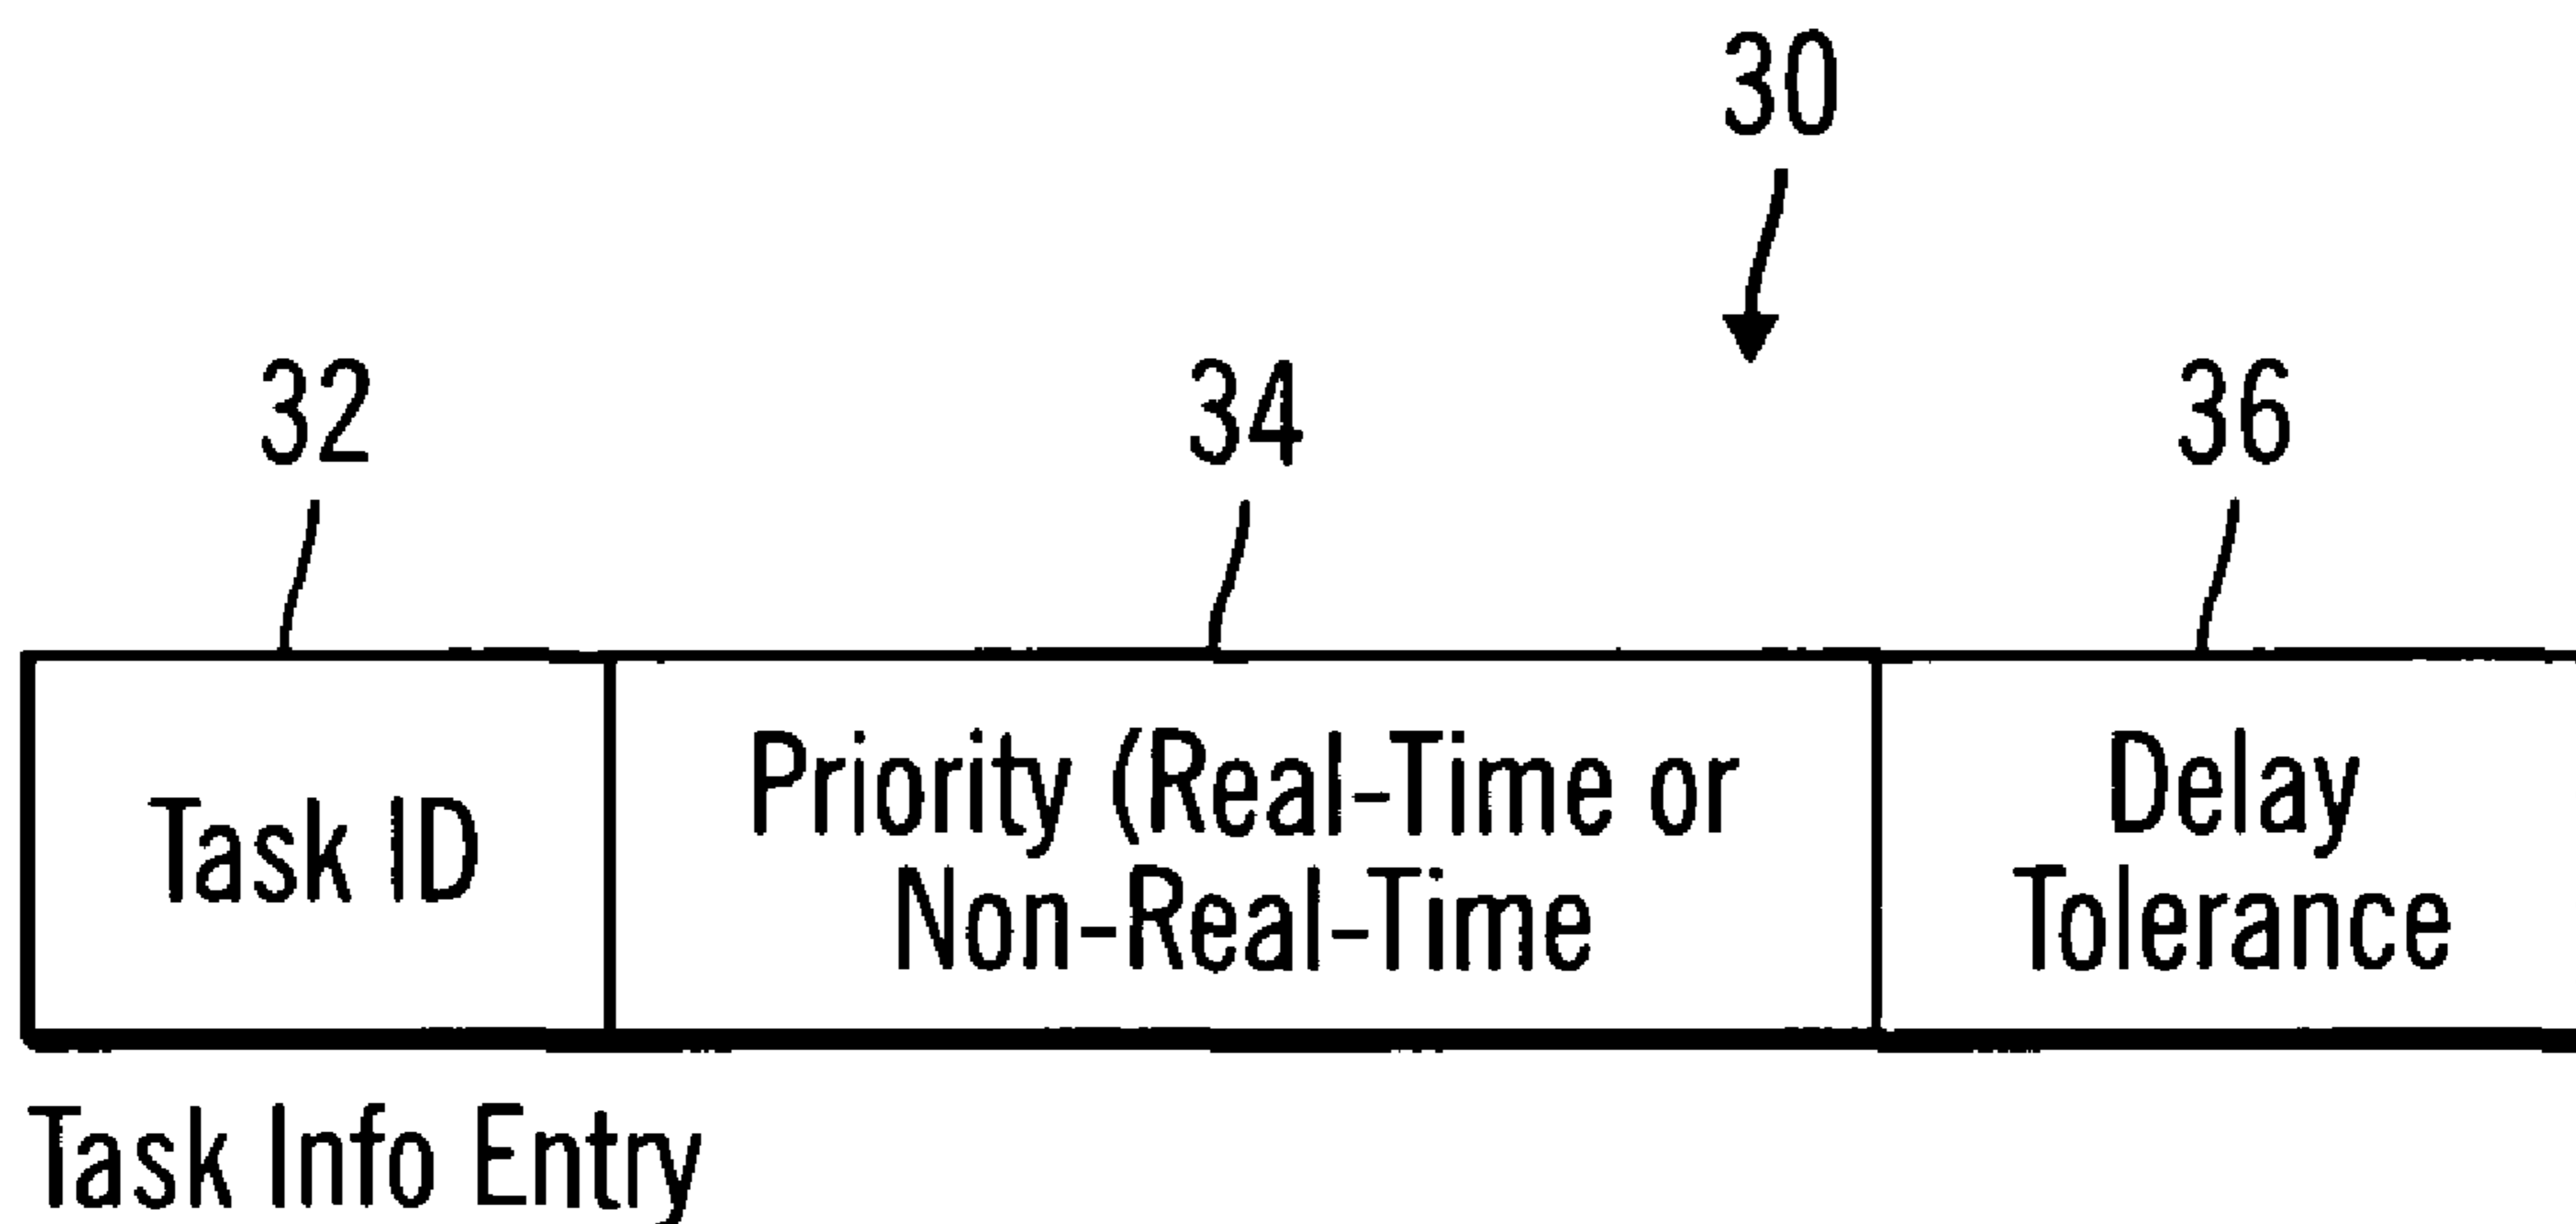 30
32
34
36
Task ID
Priority (Real-Time or
Non-Real-Time
Delay
Tolerance
Task Info Entry